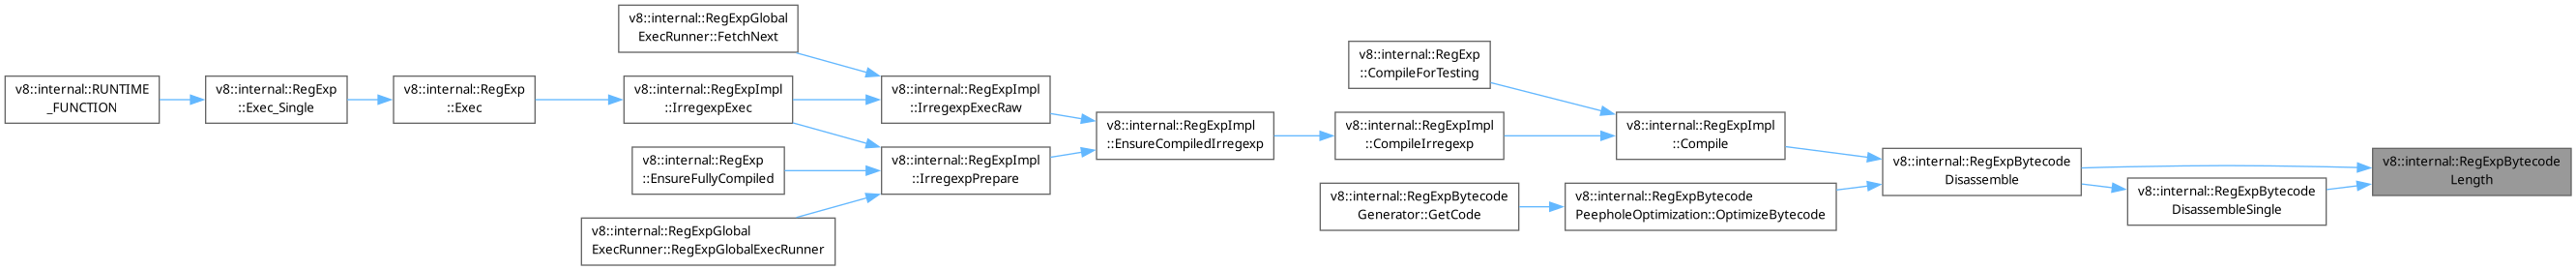 v8::internal::RUNTIME
_FUNCTION
v8::internal::RegExp
::Exec_Single
v8::internal::RegExp
::Exec
v8::internal::RegExpGlobal
ExecRunner::FetchNext
v8::internal::RegExpImpl
::IrregexpExec
v8::internal::RegExp
::EnsureFullyCompiled
v8::internal::RegExpGlobal
ExecRunner::RegExpGlobalExecRunner
v8::internal::RegExpImpl
::IrregexpExecRaw
v8::internal::RegExpImpl
::IrregexpPrepare
v8::internal::RegExpImpl
::EnsureCompiledIrregexp
v8::internal::RegExp
::CompileForTesting
v8::internal::RegExpImpl
::CompileIrregexp
v8::internal::RegExpBytecode
Generator::GetCode
v8::internal::RegExpImpl
::Compile
v8::internal::RegExpBytecode
PeepholeOptimization::OptimizeBytecode
v8::internal::RegExpBytecode
Disassemble
v8::internal::RegExpBytecode
DisassembleSingle
v8::internal::RegExpBytecode
Length